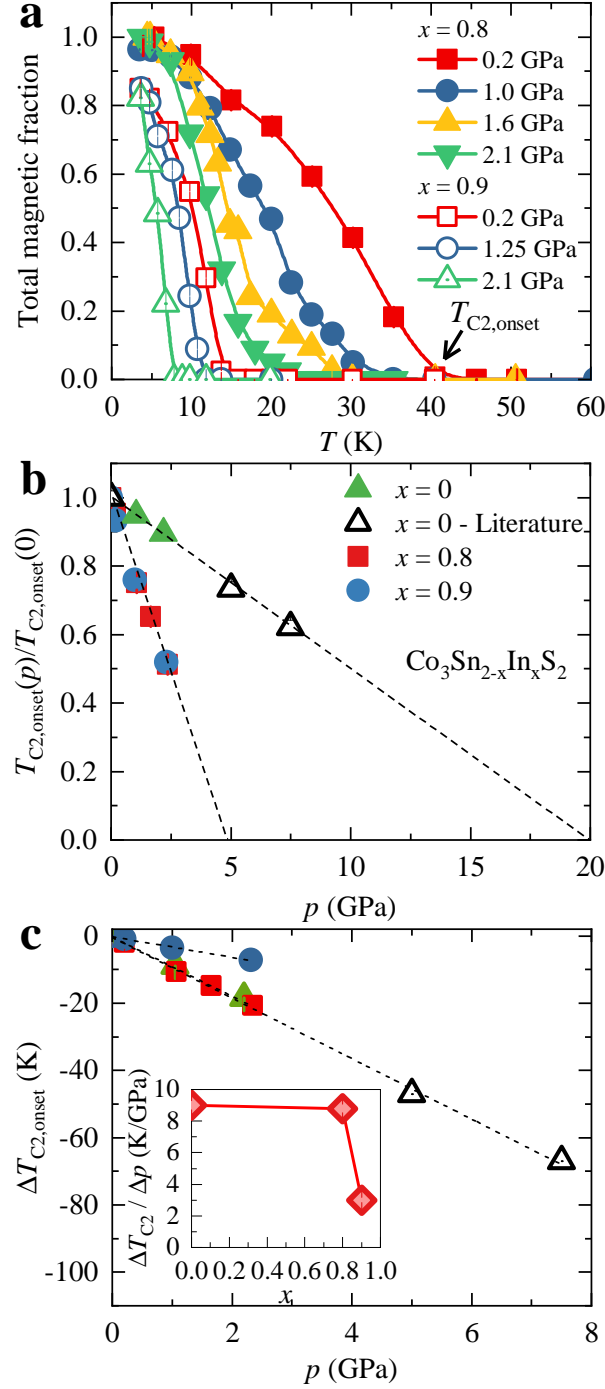 a
x = 0.8
0.2 GPa
1.0 GPa
1.6 GPa
2.1 GPa
x = 0.9
0.2 GPa
1.25 GPa
2.1 GPa
T_C2,onset
Total magnetic fraction
1.0
0.8
0.6
0.4
0.2
0.0
0 10 20 30 40 50 60
T (K)
b
x = 0
x = 0 - Literature
x = 0.8
x = 0.9
Co3Sn2-xInxS2
T_C2,onset(p)/T_C2,onset(0)
1.0
0.8
0.6
0.4
0.2
0.0
0 5 10 15 20
p (GPa)
c
ΔT_C2,onset (K)
0
-20
-40
-60
-80
-100
ΔT_C2 / Δp (K/GPa)
10
8
6
4
2
0
0.0 0.2 0.4 0.6 0.8 1.0
x
0 2 4 6 8
p (GPa)